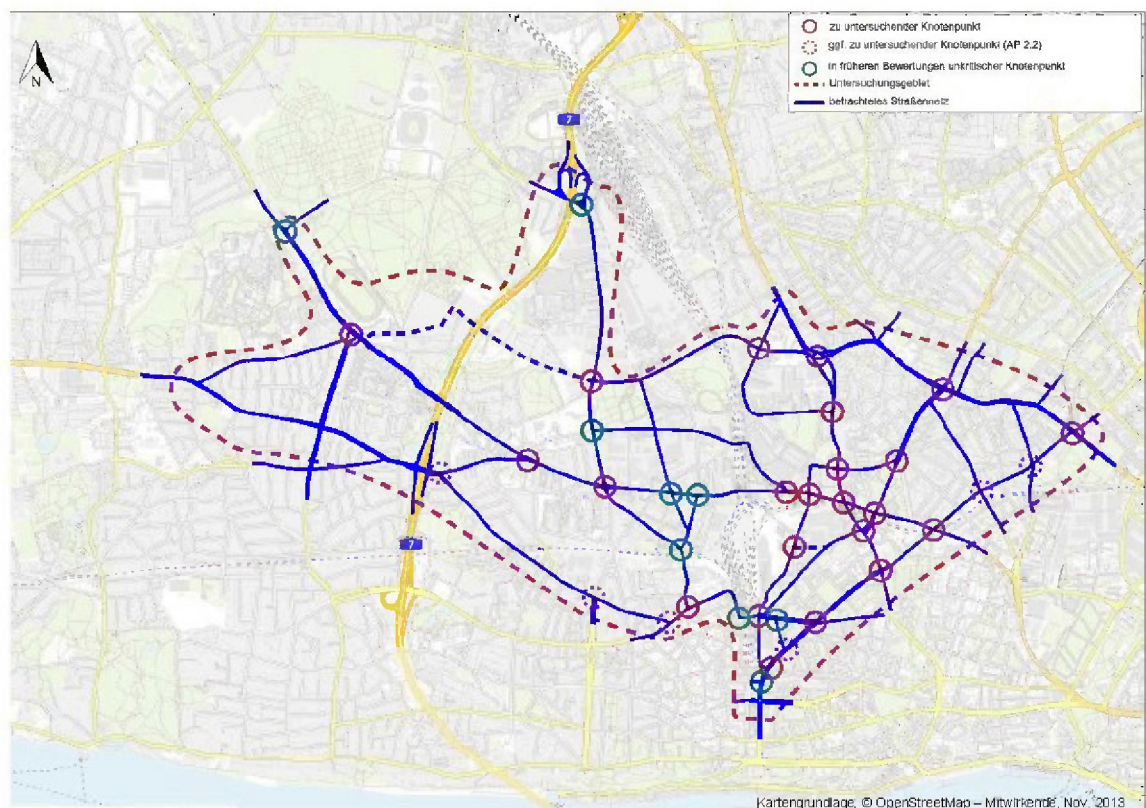 zu untersuchender Knotenpunkt
ggf. zu untersuchender Knotenpunkt (AP 2.2)
in früheren Bewertungen unkritischer Knotenpunkt
Untersuchungsgebiet
betrachtetes Straßennetz
N
7
7
Kartengrundlage: © OpenStreetMap – Mitwirkende, Nov. 2013